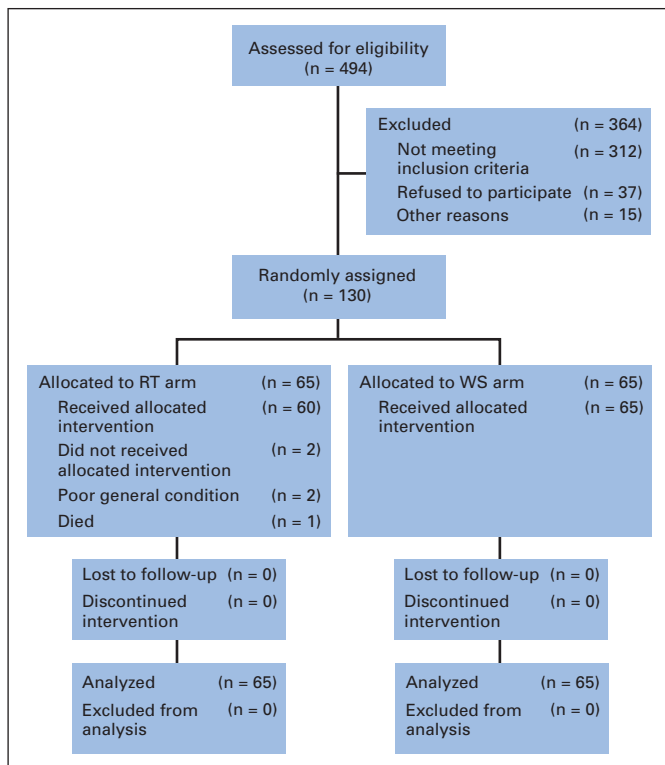 Assessed for eligibility
(n = 494)
Excluded (n = 364)
Not meeting (n = 312)
inclusion criteria
Refused to participate (n = 37)
Other reasons (n = 15)
Randomly assigned
(n = 130)
Allocated to RT arm (n = 65)
Received allocated (n = 60)
intervention
Did not received (n = 2)
allocated intervention
Poor general condition (n = 2)
Died (n = 1)
Allocated to WS arm (n = 65)
Received allocated (n = 65)
intervention
Lost to follow-up (n = 0)
Discontinued (n = 0)
intervention
Lost to follow-up (n = 0)
Discontinued (n = 0)
intervention
Analyzed (n = 65)
Excluded from (n = 0)
analysis
Analyzed (n = 65)
Excluded from (n = 0)
analysis